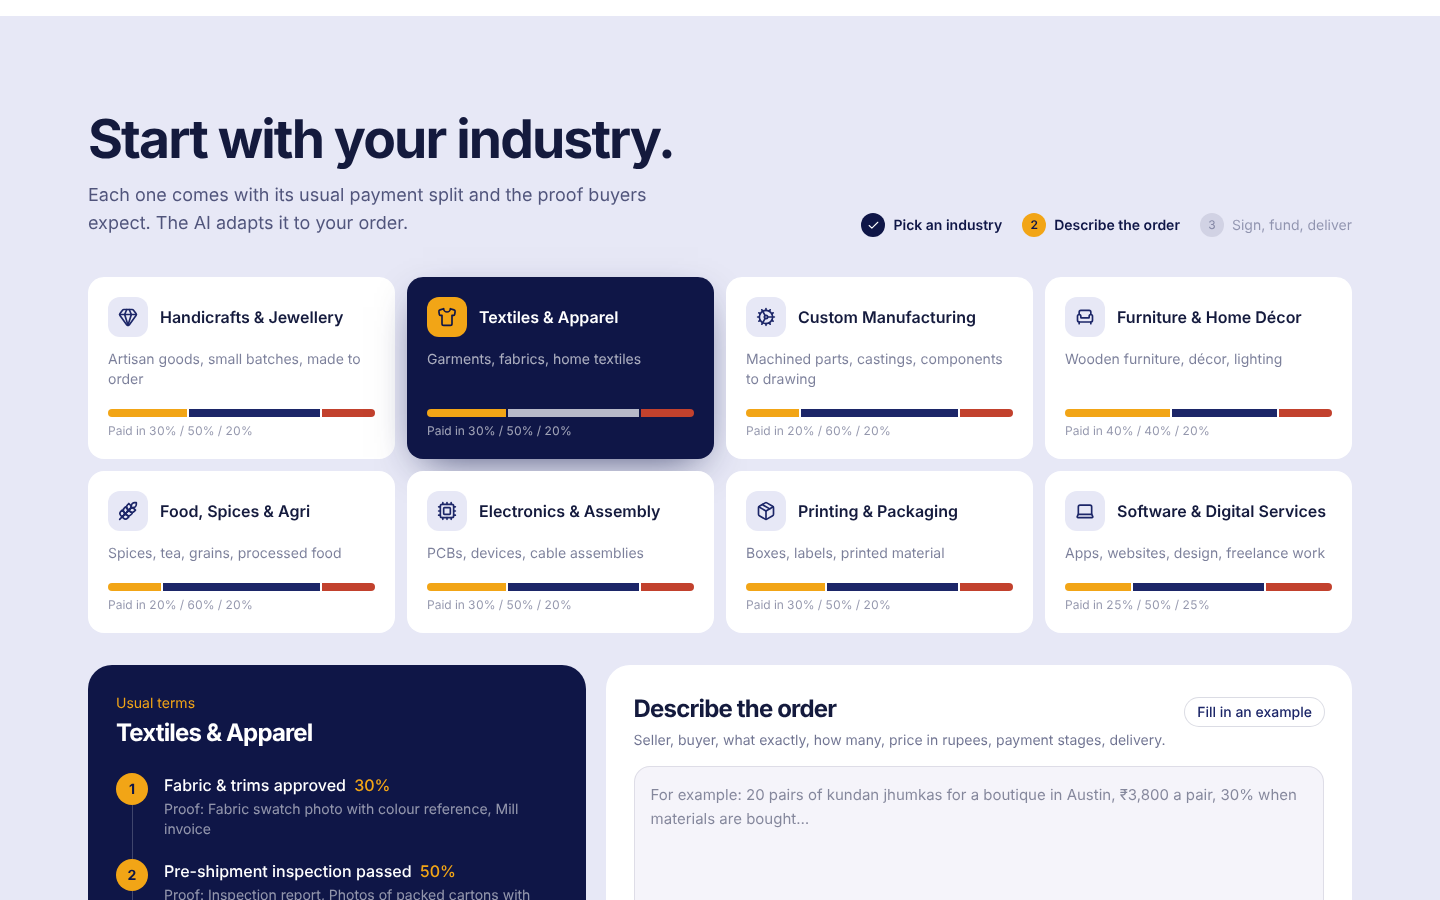 Start with your industry.
Each one comes with its usual payment split and the proof buyers
expect. The AI adapts it to your order.
Pick an industry
2 Describe the order
3 Sign, fund, deliver
Handicrafts & Jewellery
Artisan goods, small batches, made to
order
Paid in 30% / 50% / 20%
Textiles & Apparel
Garments, fabrics, home textiles
Paid in 30% / 50% / 20%
Custom Manufacturing
Machined parts, castings, components
to drawing
Paid in 20% / 60% / 20%
Furniture & Home Décor
Wooden furniture, décor, lighting
Paid in 40% / 40% / 20%
Food, Spices & Agri
Spices, tea, grains, processed food
Paid in 20% / 60% / 20%
Electronics & Assembly
PCBs, devices, cable assemblies
Paid in 30% / 50% / 20%
Printing & Packaging
Boxes, labels, printed material
Paid in 30% / 50% / 20%
Software & Digital Services
Apps, websites, design, freelance work
Paid in 25% / 50% / 25%
Usual terms
Textiles & Apparel
1 Fabric & trims approved 30%
Proof: Fabric swatch photo with colour reference, Mill
invoice
2 Pre-shipment inspection passed 50%
Proof: Inspection report, Photos of packed cartons with
Describe the order
Fill in an example
Seller, buyer, what exactly, how many, price in rupees, payment stages, delivery.
For example: 20 pairs of kundan jhumkas for a boutique in Austin, ₹3,800 a pair, 30% when
materials are bought...